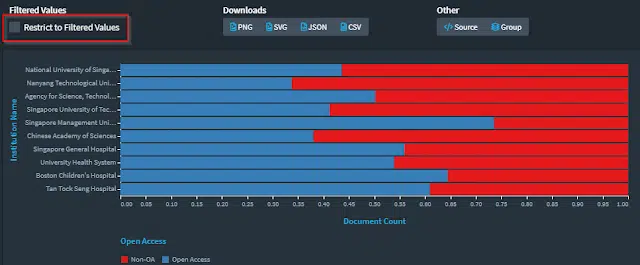 Filtered Values
Downloads
Other
Restrict to Filtered Values
PNG
SVG
JSON
CSV
Source
Group
Institution Name
National University of Singa...
Nanyang Technological Uni...
Agency for Science, Technol...
Singapore University of Tec...
Singapore Management Uni...
Chinese Academy of Sciences
Singapore General Hospital
University Health System
Boston Children's Hospital
Tan Tock Seng Hospital
0.00 0.05 0.10 0.15 0.20 0.25 0.30 0.35 0.40 0.45 0.50 0.55 0.60 0.65 0.70 0.75 0.80 0.85 0.90 0.95 1.00
Document Count
Open Access
Non-OA
Open Access